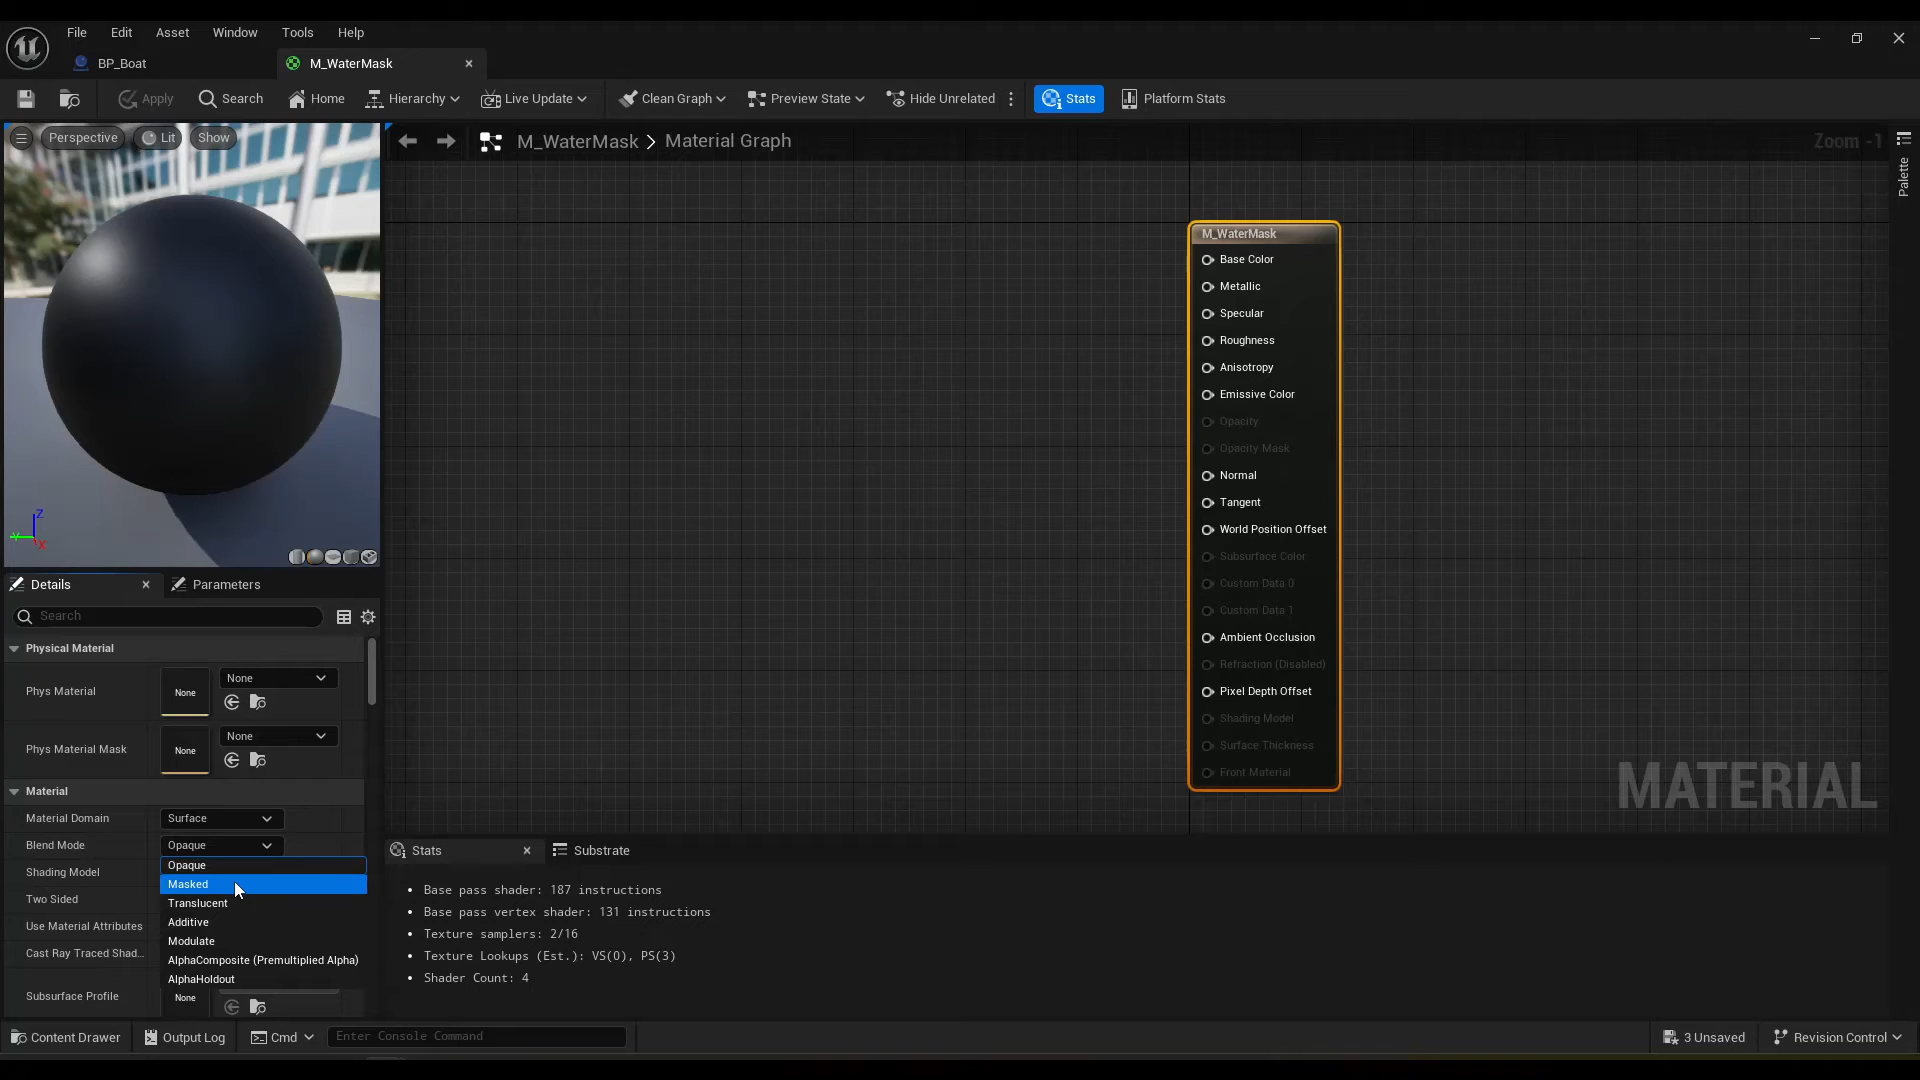 File Edit Asset Window Tools Help
BP_Boat
M_WaterMask
Apply Search Home Hierarchy Live Update Clean Graph Preview State Hide Unrelated Stats Platform Stats
Perspective Lit Show
M_WaterMask > Material Graph
Zoom -1
Palette
M_WaterMask
Base Color
Metallic
Specular
Roughness
Anisotropy
Emissive Color
Opacity
Opacity Mask
Normal
Tangent
World Position Offset
Subsurface Color
Custom Data 0
Custom Data 1
Ambient Occlusion
Refraction (Disabled)
Pixel Depth Offset
Shading Model
Surface Thickness
Front Material
MATERIAL
Z
Y
X
Details Parameters
Search
Physical Material
Phys Material None None
Phys Material Mask None None
Material
Material Domain Surface
Blend Mode Opaque
Shading Model
Two Sided
Use Material Attributes
Cast Ray Traced Shad...
Subsurface Profile None
Opaque
Masked
Translucent
Additive
Modulate
AlphaComposite (Premultiplied Alpha)
AlphaHoldout
Stats Substrate
• Base pass shader: 187 instructions
• Base pass vertex shader: 131 instructions
• Texture samplers: 2/16
• Texture Lookups (Est.): VS(0), PS(3)
• Shader Count: 4
Content Drawer Output Log Cmd Enter Console Command 3 Unsaved Revision Control